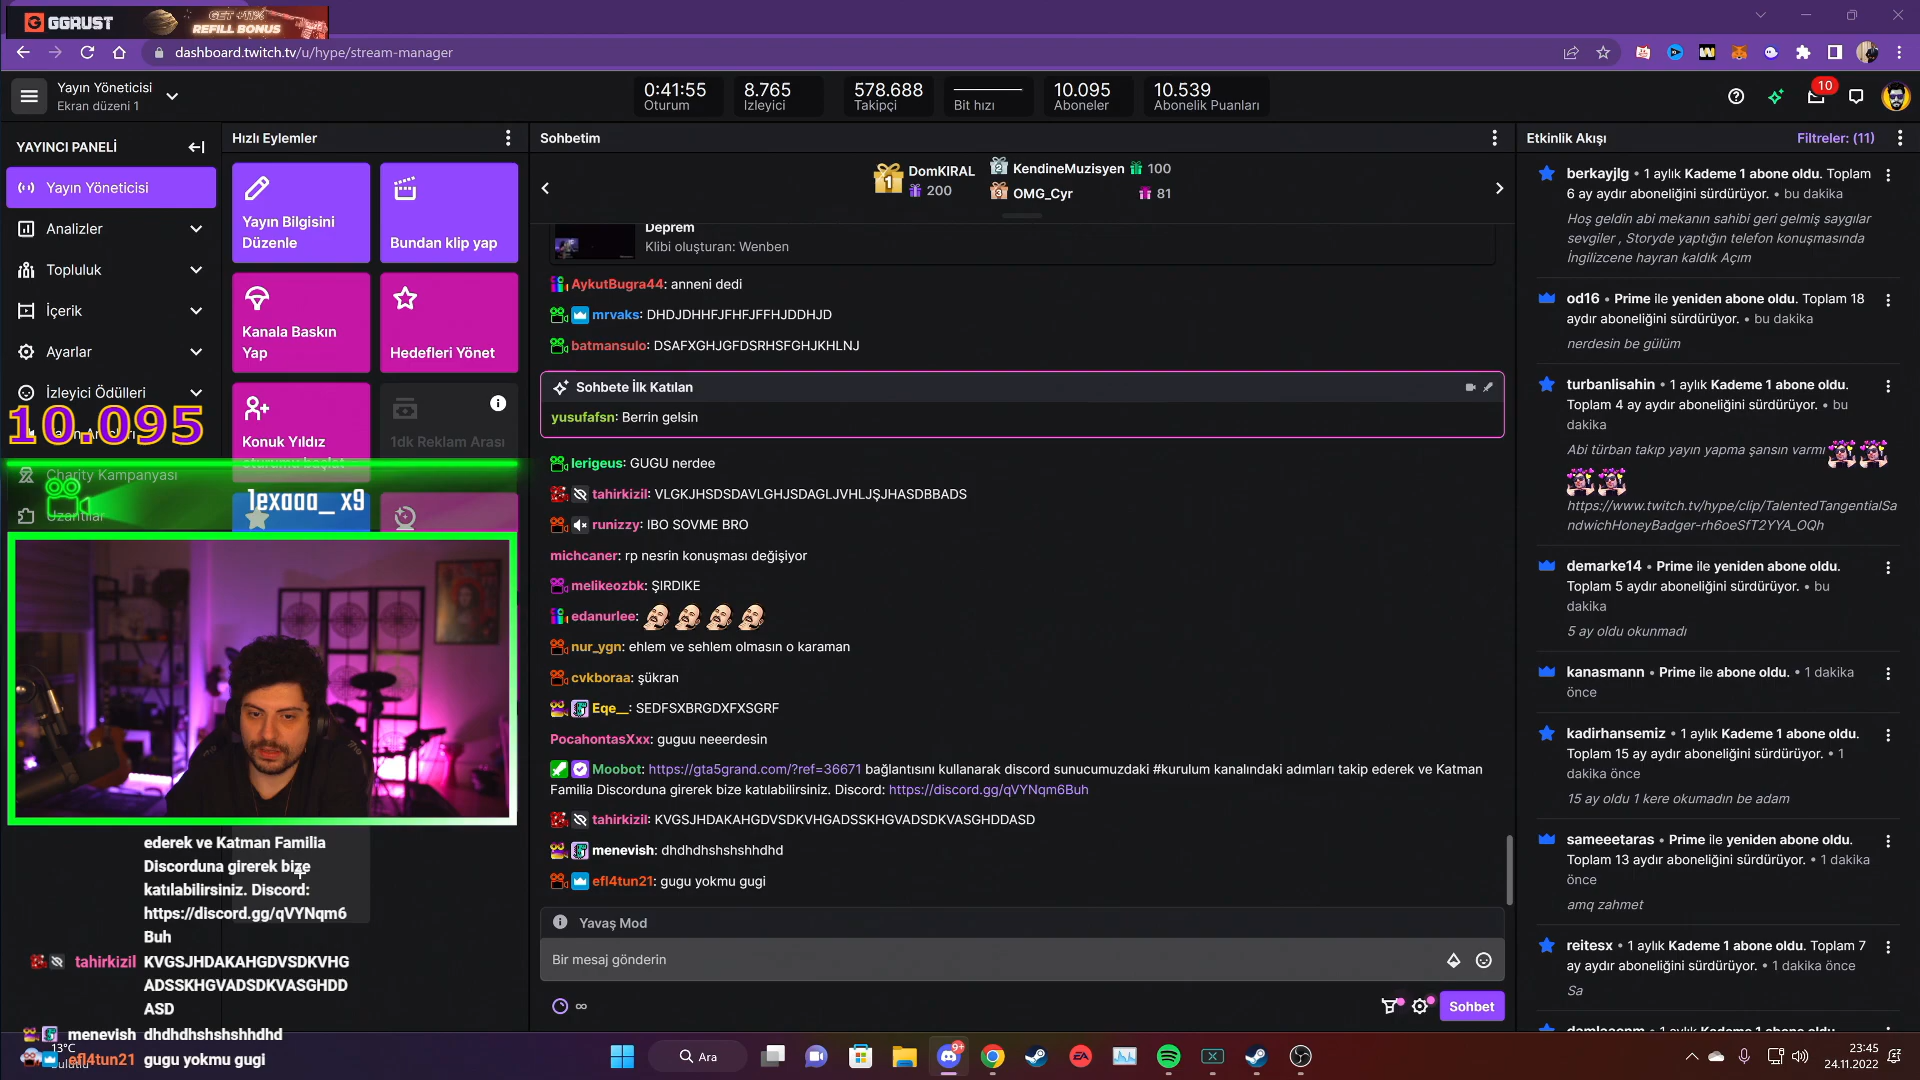 GGRUST
GET +11%
REFILL BONUS
dashboard.twitch.tv/u/hype/stream-manager
Yayın Yöneticisi
Ekran düzeni 1
0:41:55
Oturum
8.765
İzleyici
578.688
Takipçi
Bit hızı
10.095
Aboneler
10.539
Abonelik Puanları
10
YAYINCI PANELİ
Yayın Yöneticisi
Analizler
Topluluk
İçerik
Ayarlar
İzleyici Ödülleri
10.095
Charity Kampanyası
Uzantılar
Hızlı Eylemler
Yayın Bilgisini
Düzenle
Bundan klip yap
Kanala Baskın
Yap
Hedefleri Yönet
Konuk Yıldız
oturumu başlat
1dk Reklam Arası
1exaaa_ x9
ederek ve Katman Familia
Discorduna girerek bize
katılabilirsiniz. Discord:
https://discord.gg/qVYNqm6
Buh
tahirkizil KVGSJHDAKAHGDVSDKVHG
ADSSKHGVADSDKVASGHDD
ASD
menevish dhdhdhshshshhdhd
efl4tun21 gugu yokmu gugi
Sohbetim
1 DomKIRAL
200
2 KendineMuzisyen 100
3 OMG_Cyr 81
Deprem
Klibi oluşturan: Wenben
AykutBugra44: anneni dedi
mrvaks: DHDJDHHFJFHFJFFHJDDHJD
batmansulo: DSAFXGHJGFDSRHSFGHJKHLNJ
Sohbete İlk Katılan
yusufafsn: Berrin gelsin
lerigeus: GUGU nerdee
tahirkizil: VLGKJHSDSDAVLGHJSDAGLJVHLJŞJHASDBBADS
runizzy: IBO SOVME BRO
michcaner: rp nesrin konuşması değişiyor
melikeozbk: ŞIRDIKE
edanurlee:
nur_ygn: ehlem ve sehlem olmasın o karaman
cvkboraa: şükran
Eqe__: SEDFSXBRGDXFXSGRF
PocahontasXxx: guguu neeerdesin
Moobot: https://gta5grand.com/?ref=36671 bağlantısını kullanarak discord sunucumuzdaki #kurulum kanalındaki adımları takip ederek ve Katman
Familia Discorduna girerek bize katılabilirsiniz. Discord: https://discord.gg/qVYNqm6Buh
tahirkizil: KVGSJHDAKAHGDVSDKVHGADSSKHGVADSDKVASGHDDASD
menevish: dhdhdhshshshhdhd
efl4tun21: gugu yokmu gugi
Yavaş Mod
Bir mesaj gönderin
Sohbet
Etkinlik Akışı
Filtreler: (11)
berkayjlg • 1 aylık Kademe 1 abone oldu. Toplam
6 ay aydır aboneliğini sürdürüyor. • bu dakika
Hoş geldin abi mekanın sahibi geri gelmiş saygılar
sevgiler , Storyde yaptığın telefon konuşmasında
İngilizcene hayran kaldık Açım
od16 • Prime ile yeniden abone oldu. Toplam 18
aydır aboneliğini sürdürüyor. • bu dakika
nerdesin be gülüm
turbanlisahin • 1 aylık Kademe 1 abone oldu.
Toplam 4 ay aydır aboneliğini sürdürüyor. • bu
dakika
Abi türban takıp yayın yapma şansın varmı
https://www.twitch.tv/hype/clip/TalentedTangentialSa
ndwichHoneyBadger-rh6oeSfT2YYA_OQh
demarke14 • Prime ile yeniden abone oldu.
Toplam 5 aydır aboneliğini sürdürüyor. • bu
dakika
5 ay oldu okunmadı
kanasmann • Prime ile abone oldu. • 1 dakika
önce
kadirhansemiz • 1 aylık Kademe 1 abone oldu.
Toplam 15 ay aydır aboneliğini sürdürüyor. • 1
dakika önce
15 ay oldu 1 kere okumadın be adam
sameeetaras • Prime ile yeniden abone oldu.
Toplam 13 aydır aboneliğini sürdürüyor. • 1 dakika
önce
amq zahmet
reitesx • 1 aylık Kademe 1 abone oldu. Toplam 7
ay aydır aboneliğini sürdürüyor. • 1 dakika önce
Sa
13°C
Ara
9+
23:45
24.11.2022